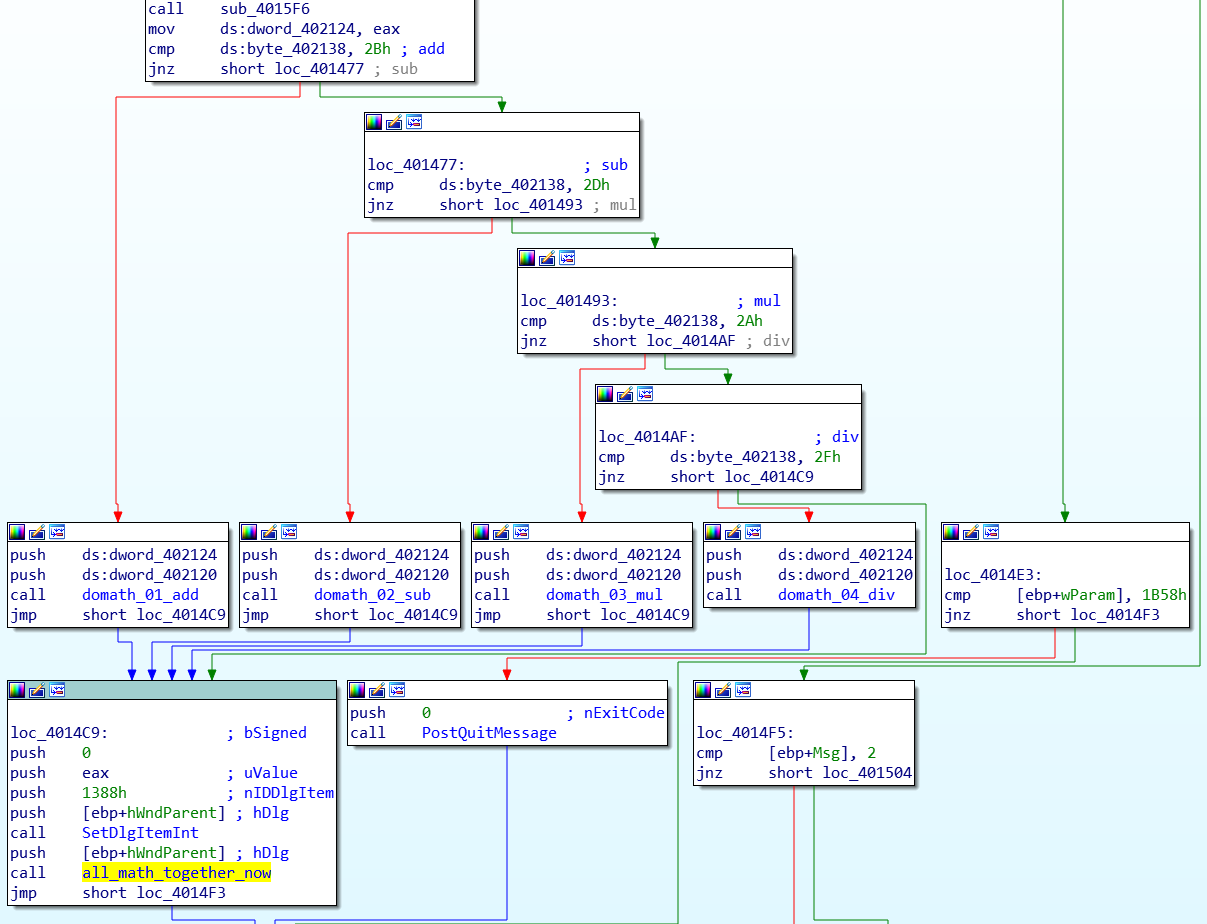 call sub_4015F6
mov ds:dword_402124, eax
cmp ds:byte_402138, 2Bh ; add
jnz short loc_401477 ; sub
loc_401477: ; sub
cmp ds:byte_402138, 2Dh
jnz short loc_401493 ; mul
loc_401493: ; mul
cmp ds:byte_402138, 2Ah
jnz short loc_4014AF ; div
loc_4014AF: ; div
cmp ds:byte_402138, 2Fh
jnz short loc_4014C9
push ds:dword_402124
push ds:dword_402120
call domath_01_add
jmp short loc_4014C9
push ds:dword_402124
push ds:dword_402120
call domath_02_sub
jmp short loc_4014C9
push ds:dword_402124
push ds:dword_402120
call domath_03_mul
jmp short loc_4014C9
push ds:dword_402124
push ds:dword_402120
call domath_04_div
loc_4014E3:
cmp [ebp+wParam], 1B58h
jnz short loc_4014F3
loc_4014C9: ; bSigned
push 0
push eax ; uValue
push 1388h ; nIDDlgItem
push [ebp+hWndParent] ; hDlg
call SetDlgItemInt
push [ebp+hWndParent] ; hDlg
call all_math_together_now
jmp short loc_4014F3
push 0 ; nExitCode
call PostQuitMessage
loc_4014F5:
cmp [ebp+Msg], 2
jnz short loc_401504